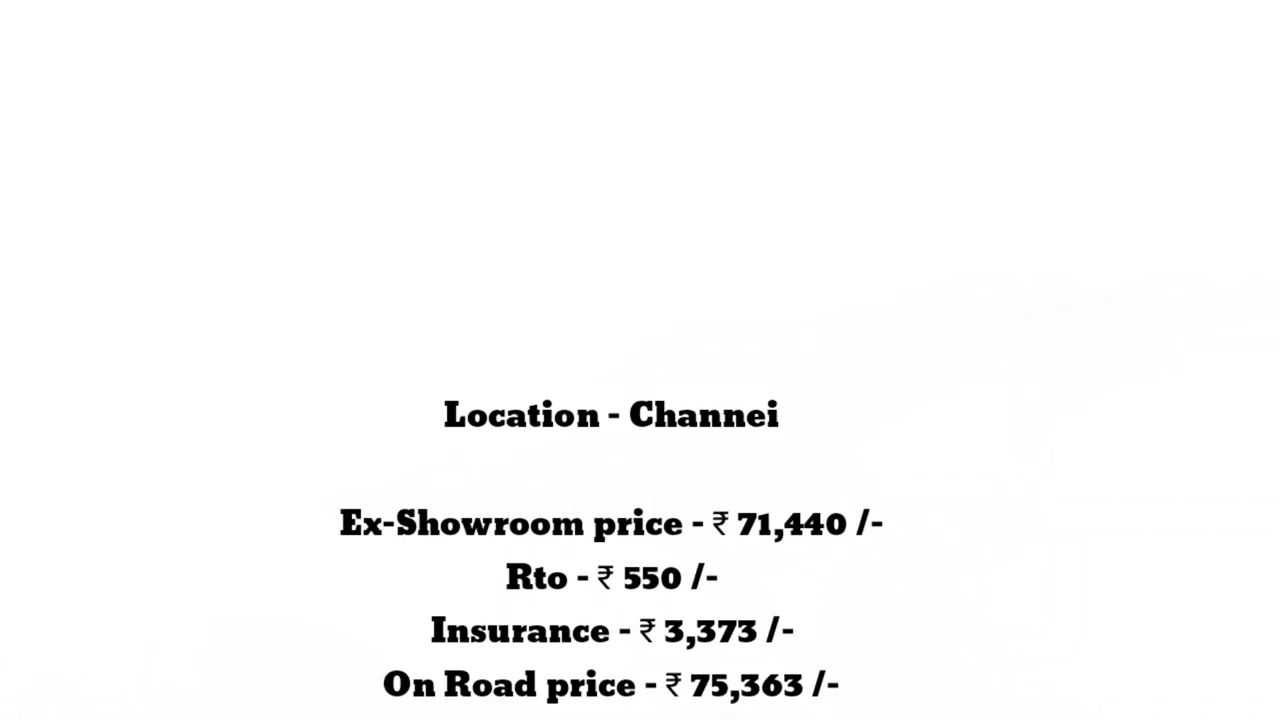 Location - Channei
Ex-Showroom price - ₹ 71,440 /-
Rto - ₹ 550 /-
Insurance - ₹ 3,373 /-
On Road price - ₹ 75,363 /-